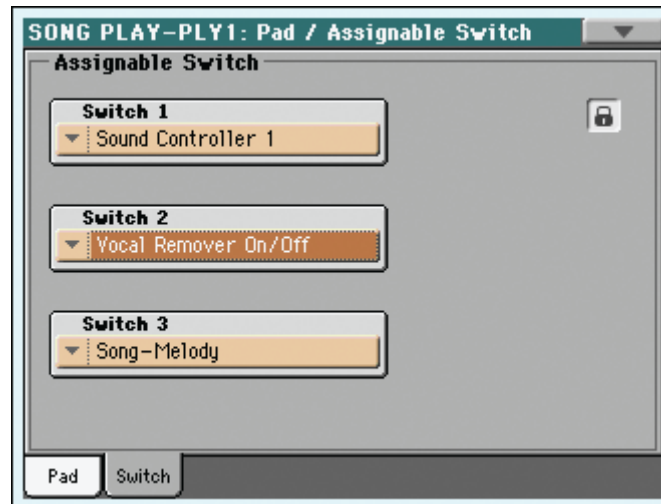 SONG PLAY-PLY1: Pad / Assignable Switch
Assignable Switch
Switch 1
Sound Controller 1
Switch 2
Vocal Remover On/Off
Switch 3
Song-Melody
Pad
Switch